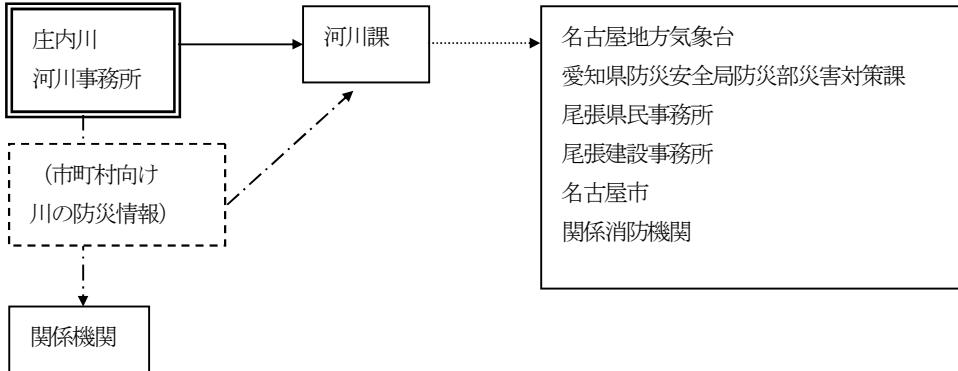 庄内川
河川事務所
河川課
名古屋地方気象台
愛知県防災安全局防災部災害対策課
尾張県民事務所
尾張建設事務所
名古屋市
関係消防機関
（市町村向け
川の防災情報）
関係機関